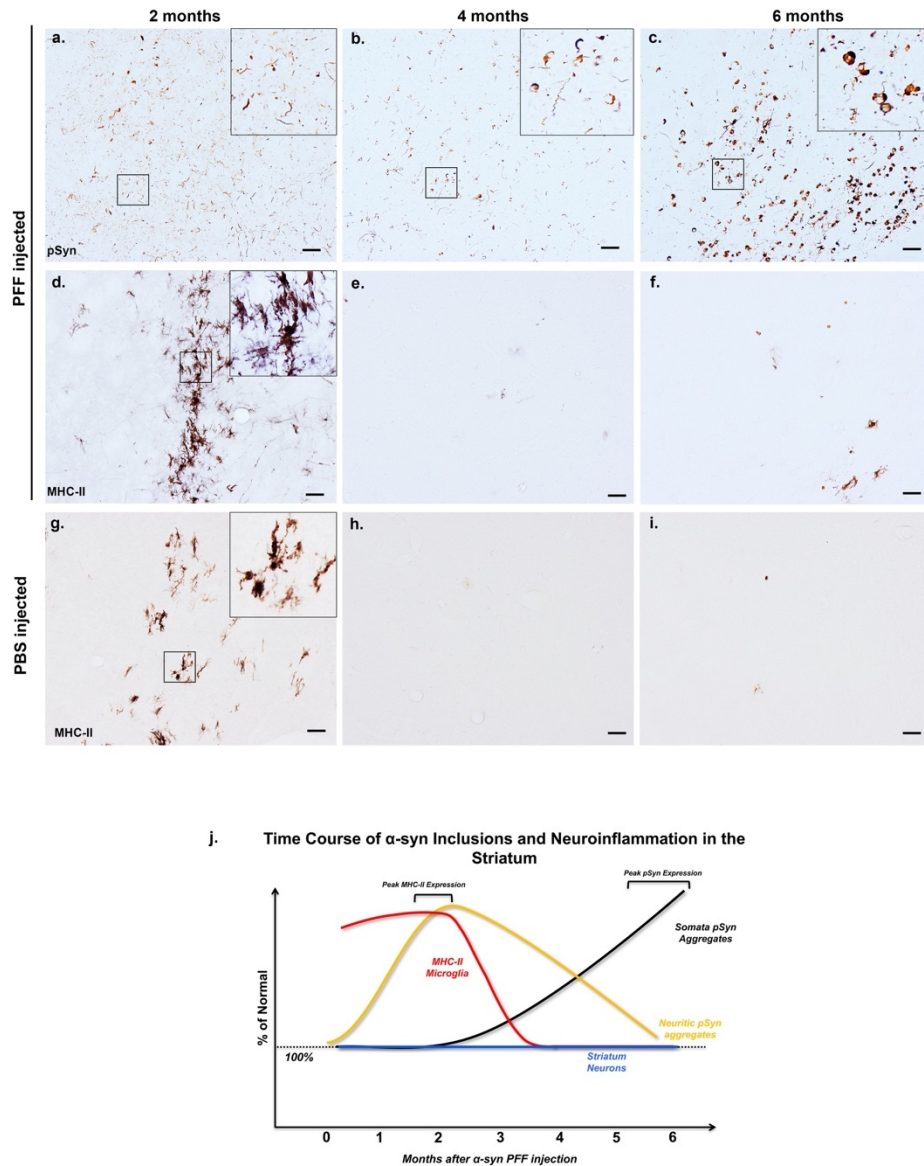 2 months
4 months
6 months
a.
b.
c.
PFF injected
pSyn
d.
e.
f.
MHC-II
g.
h.
i.
PBS injected
MHC-II
j.
Time Course of α-syn Inclusions and Neuroinflammation in the
Striatum
Peak MHC-II Expression
Peak pSyn Expression
Somata pSyn
Aggregates
MHC-II
Microglia
% of Normal
Neuritic pSyn
aggregates
100%
Striatum
Neurons
0 1 2 3 4 5 6
Months after α-syn PFF injection